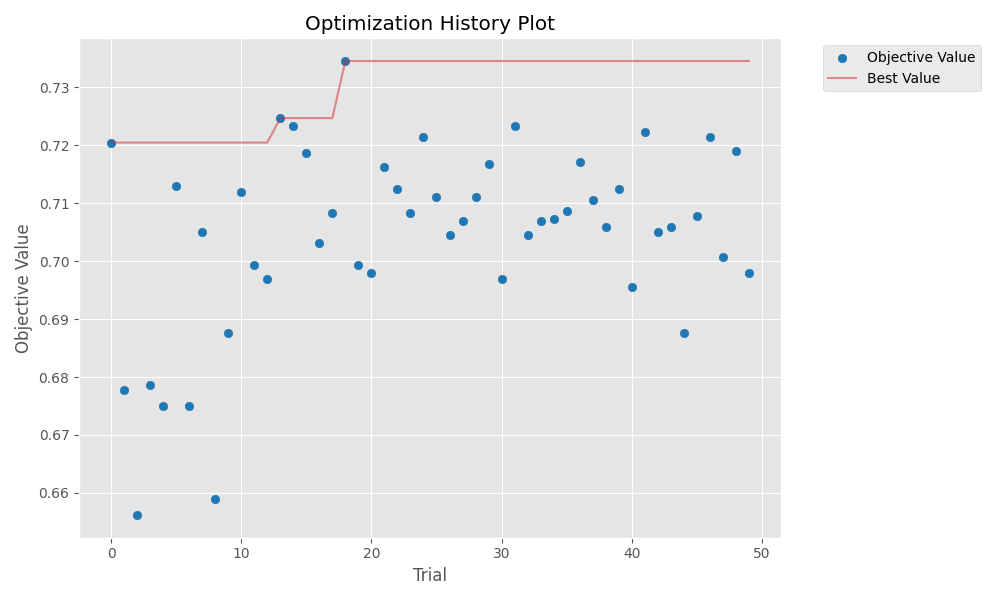 Optimization History Plot
Objective Value
Best Value
Objective Value
0.73
0.72
0.71
0.70
0.69
0.68
0.67
0.66
0 10 20 30 40 50
Trial